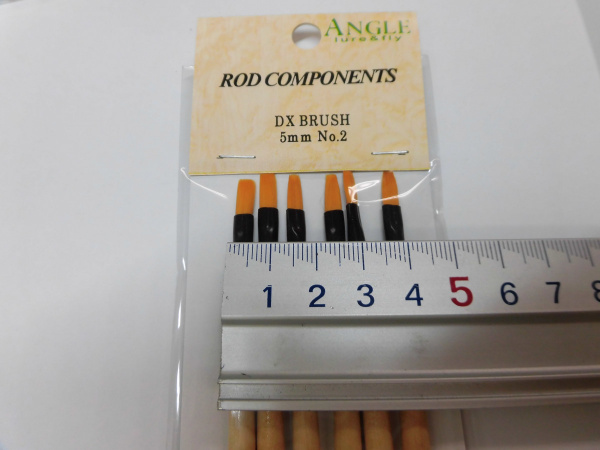 ANGLE
lure&fly
ROD COMPONENTS
DX BRUSH
5mm No.2
1 2 3 4 5 6 7 8